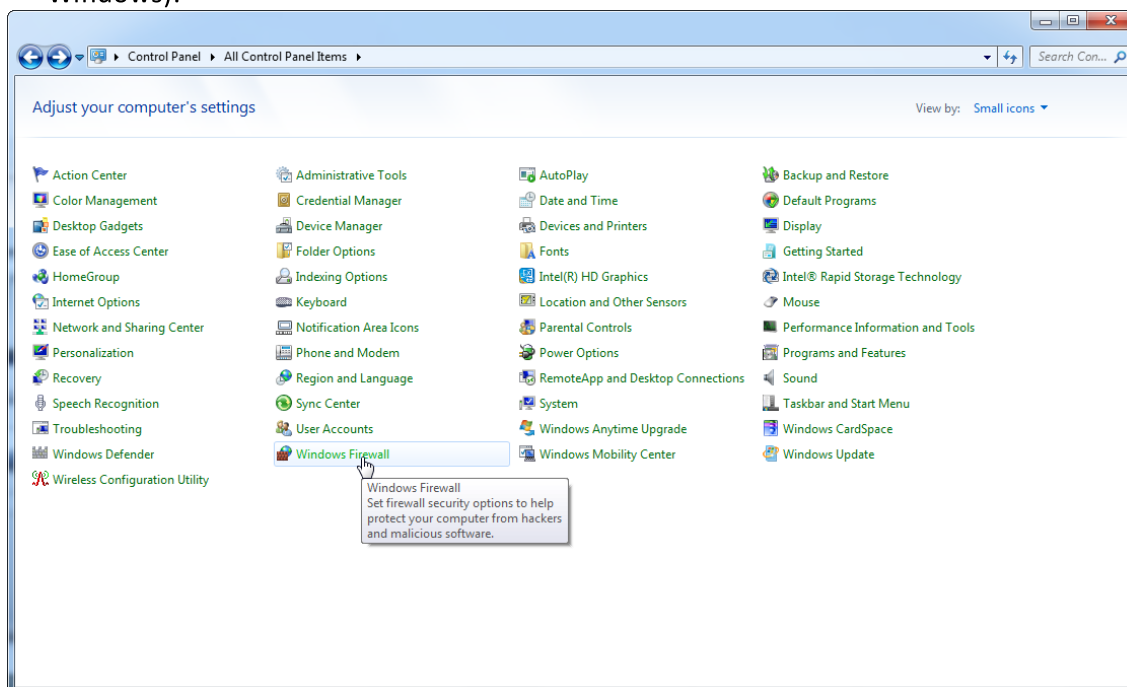 Windows).
Control Panel ▸ All Control Panel Items ▸
Search Con...
Adjust your computer's settings
View by: Small icons
Action Center
Administrative Tools
AutoPlay
Backup and Restore
Color Management
Credential Manager
Date and Time
Default Programs
Desktop Gadgets
Device Manager
Devices and Printers
Display
Ease of Access Center
Folder Options
Fonts
Getting Started
HomeGroup
Indexing Options
Intel(R) HD Graphics
Intel® Rapid Storage Technology
Internet Options
Keyboard
Location and Other Sensors
Mouse
Network and Sharing Center
Notification Area Icons
Parental Controls
Performance Information and Tools
Personalization
Phone and Modem
Power Options
Programs and Features
Recovery
Region and Language
RemoteApp and Desktop Connections
Sound
Speech Recognition
Sync Center
System
Taskbar and Start Menu
Troubleshooting
User Accounts
Windows Anytime Upgrade
Windows CardSpace
Windows Defender
Windows Firewall
Windows Mobility Center
Windows Update
Wireless Configuration Utility
Windows Firewall
Set firewall security options to help
protect your computer from hackers
and malicious software.